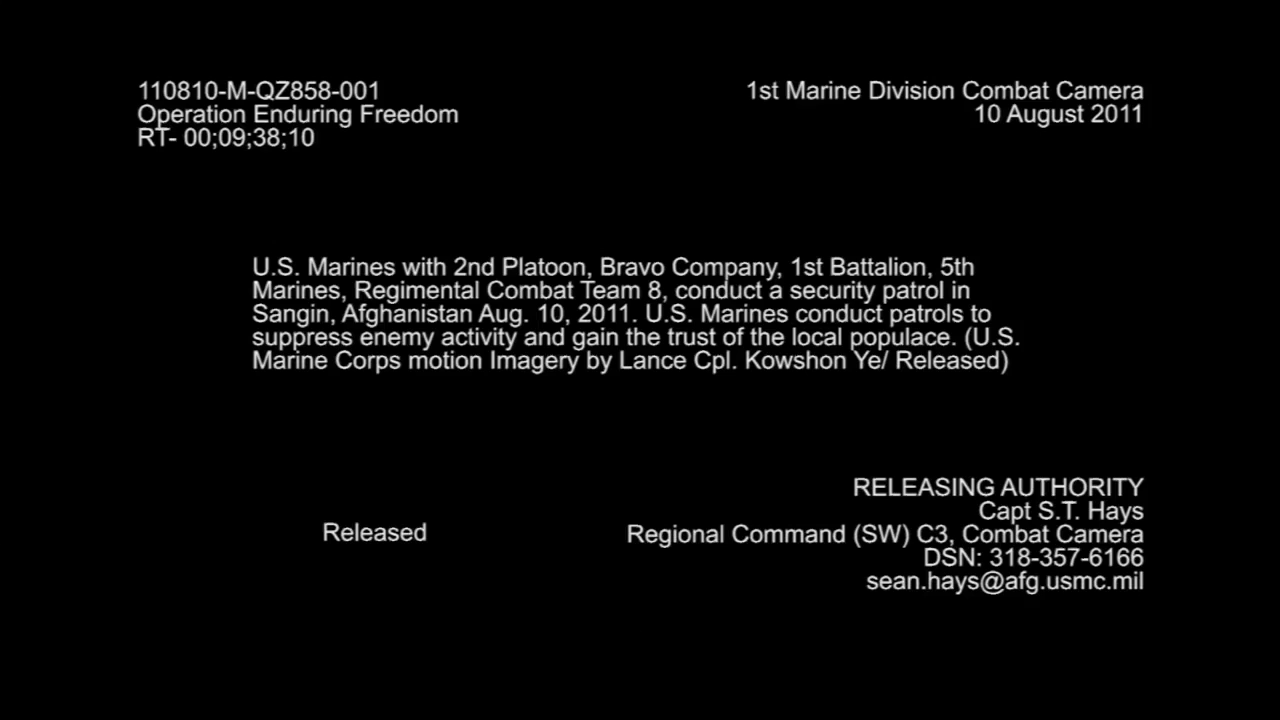 110810-M-QZ858-001
Operation Enduring Freedom
RT- 00;09;38;10
1st Marine Division Combat Camera
10 August 2011
U.S. Marines with 2nd Platoon, Bravo Company, 1st Battalion, 5th
Marines, Regimental Combat Team 8, conduct a security patrol in
Sangin, Afghanistan Aug. 10, 2011. U.S. Marines conduct patrols to
suppress enemy activity and gain the trust of the local populace. (U.S.
Marine Corps motion Imagery by Lance Cpl. Kowshon Ye/ Released)
Released
RELEASING AUTHORITY
Capt S.T. Hays
Regional Command (SW) C3, Combat Camera
DSN: 318-357-6166
sean.hays@afg.usmc.mil